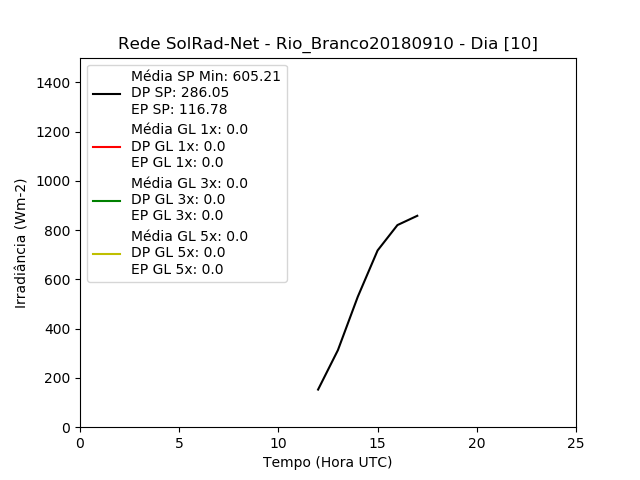 Rede SolRad-Net - Rio_Branco20180910 - Dia [10]
Média SP Min: 605.21
DP SP: 286.05
EP SP: 116.78
Média GL 1x: 0.0
DP GL 1x: 0.0
EP GL 1x: 0.0
Média GL 3x: 0.0
DP GL 3x: 0.0
EP GL 3x: 0.0
Média GL 5x: 0.0
DP GL 5x: 0.0
EP GL 5x: 0.0
Irradiância (Wm-2)
1400
1200
1000
800
600
400
200
0
0 5 10 15 20 25
Tempo (Hora UTC)